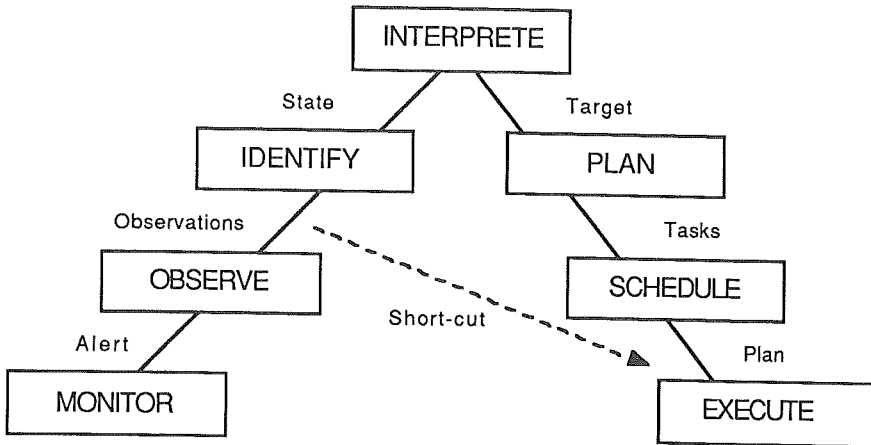 INTERPRETE
State
Target
IDENTIFY
PLAN
Observations
Tasks
OBSERVE
SCHEDULE
Short-cut
Alert
Plan
MONITOR
EXECUTE